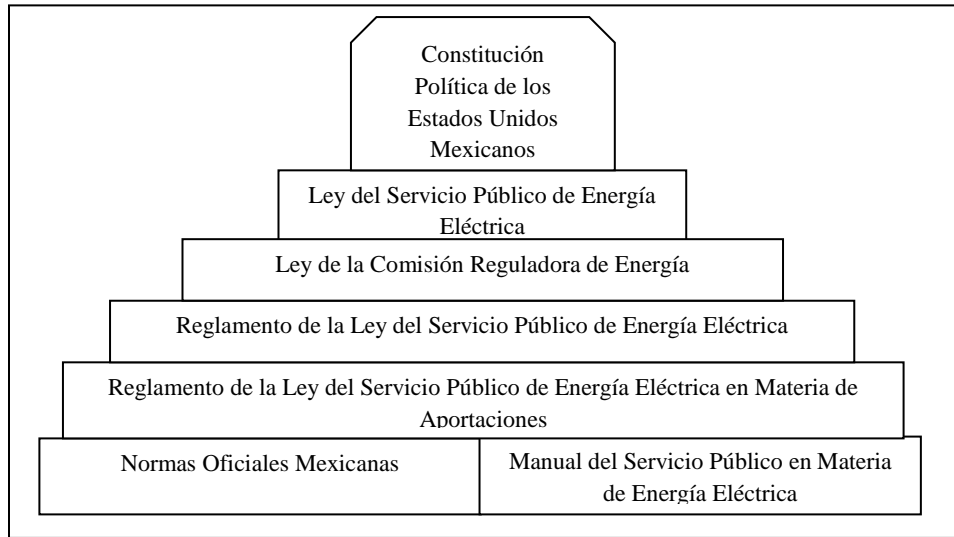 Constitución
Política de los
Estados Unidos
Mexicanos
Ley del Servicio Público de Energía
Eléctrica
Ley de la Comisión Reguladora de Energía
Reglamento de la Ley del Servicio Público de Energía Eléctrica
Reglamento de la Ley del Servicio Público de Energía Eléctrica en Materia de
Aportaciones
Normas Oficiales Mexicanas
Manual del Servicio Público en Materia
de Energía Eléctrica